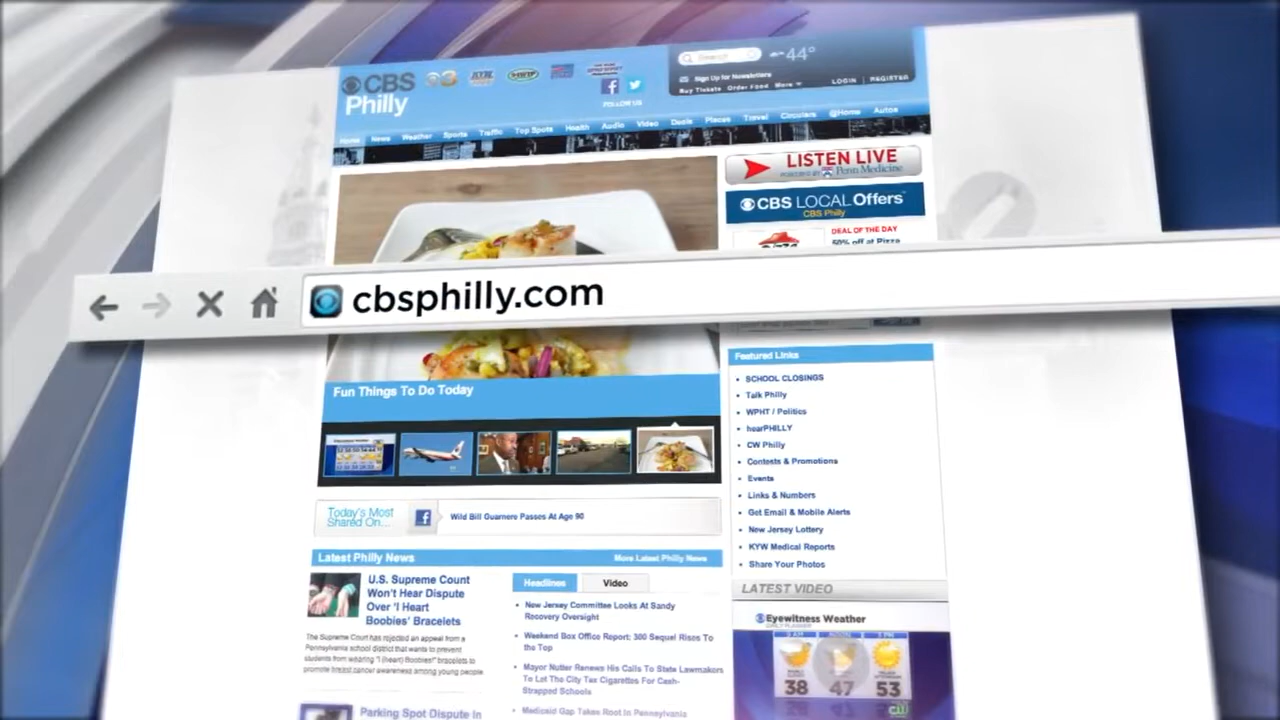 CBS
Philly
3
Search
44°
Sign Up for Newsletters
Buy Tickets Order Food More
LOGIN | REGISTER
FOLLOW US
Home News Weather Sports Traffic Top Spots Health Audio Video Deals Places Travel Circulars @Home Autos
LISTEN LIVE
POWERED BY Penn Medicine
CBS LOCAL Offers
CBS Philly
DEAL OF THE DAY
50% off at Pizza
cbsphilly.com
Fun Things To Do Today
Today's Most
Shared On...
Wild Bill Guarnere Passes At Age 90
Latest Philly News
More Latest Philly News
U.S. Supreme Count
Won't Hear Dispute
Over 'I Heart
Boobies' Bracelets
The Supreme Court has rejected an appeal from a
Pennsylvania school district that wants to prevent
students from wearing "I (heart) Boobies!" bracelets to
promote breast cancer awareness among young people
Parking Spot Dispute In
Headlines
Video
New Jersey Committee Looks At Sandy
Recovery Oversight
Weekend Box Office Report: 300 Sequel Rises To
the Top
Mayor Nutter Renews His Calls To State Lawmakers
To Let The City Tax Cigarettes For Cash-
Strapped Schools
Medicaid Gap Takes Root In Pennsylvania
Featured Links
SCHOOL CLOSINGS
Talk Philly
WPHT / Politics
hearPHILLY
CW Philly
Contests & Promotions
Events
Links & Numbers
Get Email & Mobile Alerts
New Jersey Lottery
KYW Medical Reports
Share Your Photos
LATEST VIDEO
Eyewitness Weather
DAILY PLANNER
38 47 53